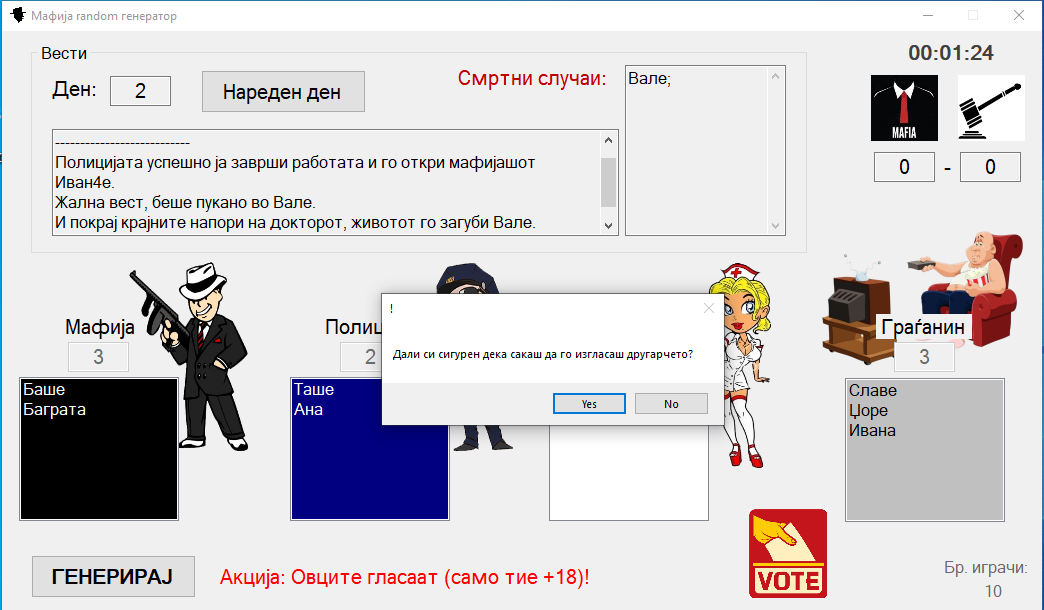 Мафија random генератор
Вести
00:01:24
Ден:
2
Нареден ден
Смртни случаи:
Вале;
MAFIA
0 - 0
---------------------------
Полицијата успешно ја заврши работата и го откри мафијашот
Иван4е.
Жална вест, беше пукано во Вале.
И покрај крајните напори на докторот, животот го загуби Вале.
Мафија
3
Баше
Баграта
Полиц
2
Таше
Ана
!
Дали си сигурен дека сакаш да го изгласаш другарчето?
Yes
No
Граѓанин
3
Славе
Џоре
Ивана
VOTE
ГЕНЕРИРАЈ
Акција: Овците гласаат (само тие +18)!
Бр. играчи:
10